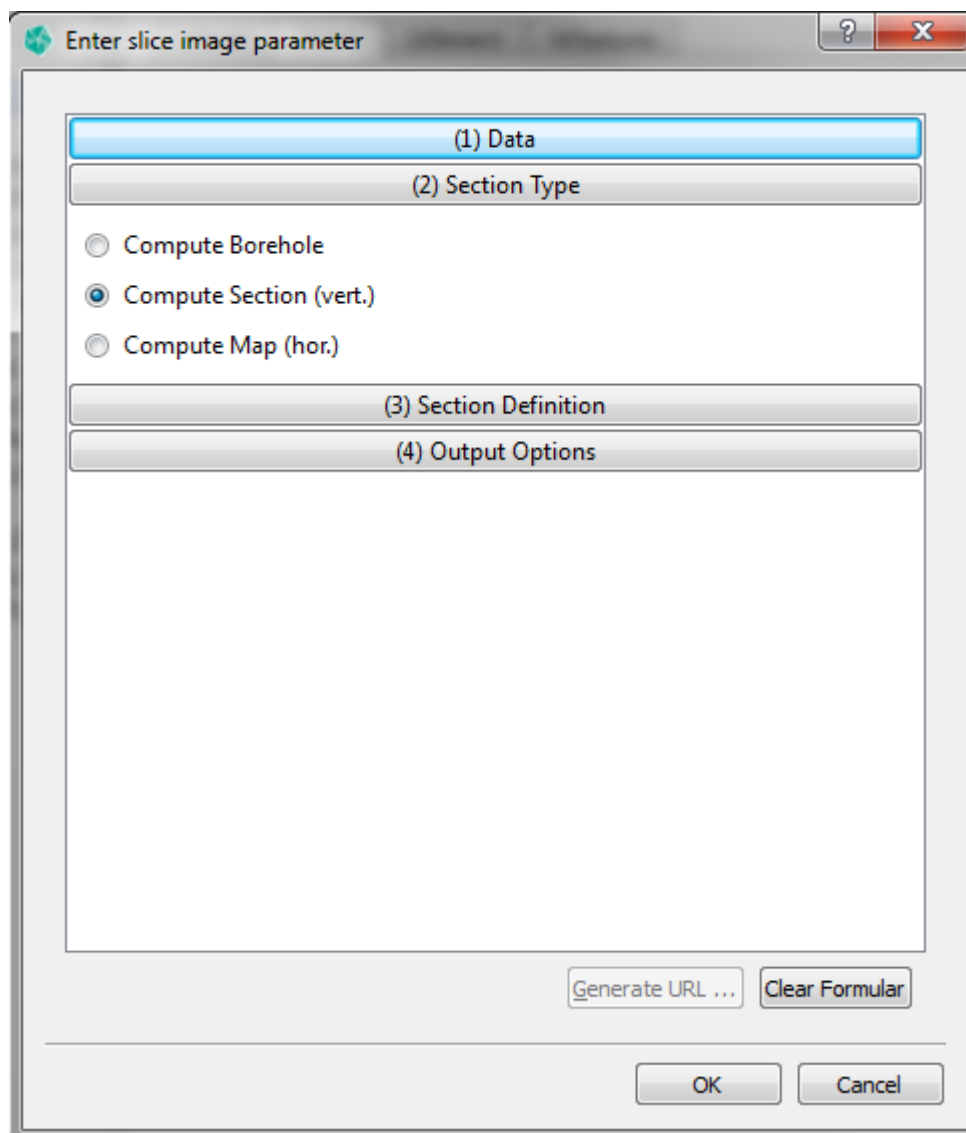 Enter slice image parameter
?
(1) Data
(2) Section Type
Compute Borehole
Compute Section (vert.)
Compute Map (hor.)
(3) Section Definition
(4) Output Options
Generate URL ... Clear Formular
OK Cancel